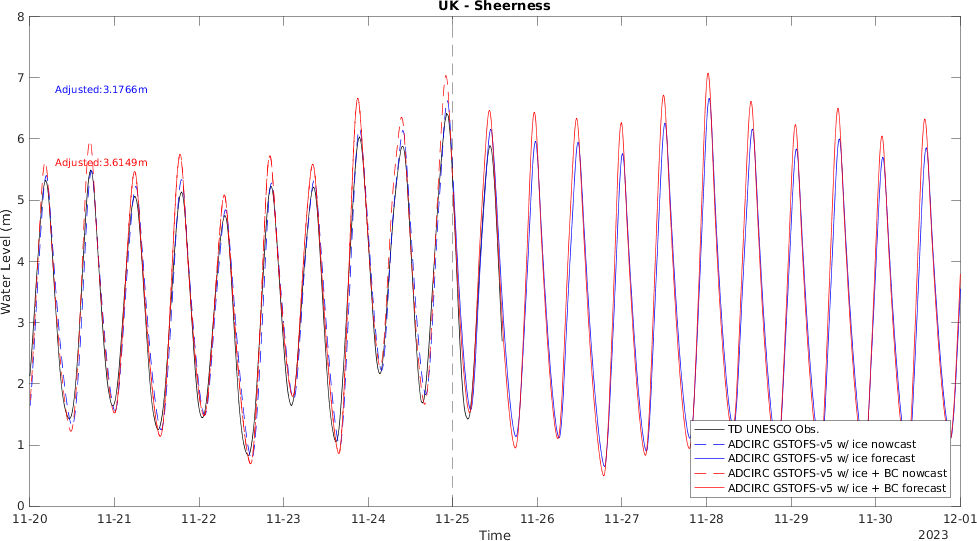 UK - Sheerness
8
7
6
5
4
3
2
1
0
Water Level (m)
Adjusted:3.1766m
Adjusted:3.6149m
TD UNESCO Obs.
ADCIRC GSTOFS-v5 w/ ice nowcast
ADCIRC GSTOFS-v5 w/ ice forecast
ADCIRC GSTOFS-v5 w/ ice + BC nowcast
ADCIRC GSTOFS-v5 w/ ice + BC forecast
11-20 11-21 11-22 11-23 11-24 11-25 11-26 11-27 11-28 11-29 11-30 12-01
Time
2023